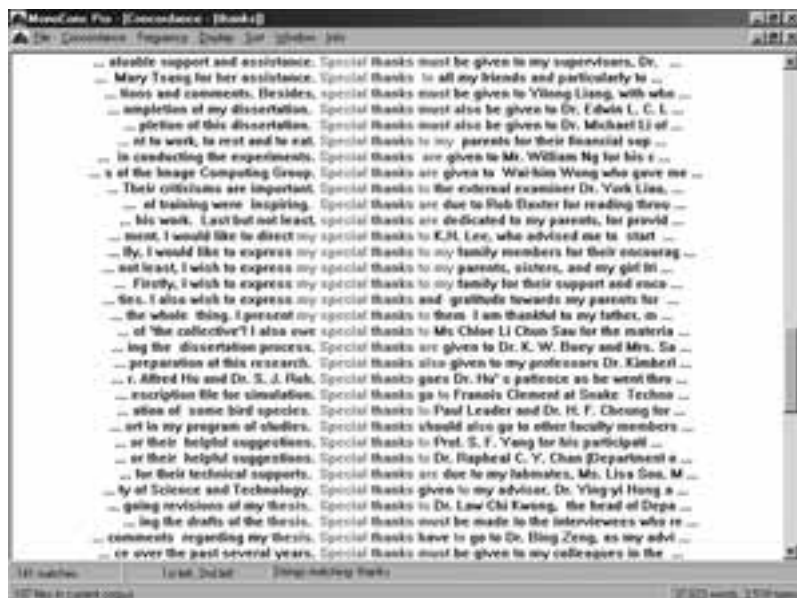 MonoConc Pro - [Concordance - [thanks]]
File Concordance Frequency Display Sort Window Info
... aluable support and assistance. Special thanks must be given to my supervisors, Dr. ...
... Mary Tsang for her assistance. Special thanks to all my friends and particularly to ...
... tions and comments. Besides, special thanks must be given to Yilong Liang, with who ...
... ompletion of my dissertation. Special thanks must also be given to Dr. Edwin L. C. L ...
... pletion of this dissertation. Special thanks must also be given to Dr. Michael Li of ...
... nt to work, to rest and to eat. Special thanks to my parents for their financial sup ...
... in conducting the experiments. Special thanks are given to Mr. William Ng for his c ...
... s of the Image Computing Group. Special thanks are given to Wai-him Wong who gave me ...
... Their criticisms are important. Special thanks to the external examiner Dr. York Liao, ...
... of training were inspiring. Special thanks are due to Rob Baxter for reading throu ...
... his work. Last but not least, special thanks are dedicated to my parents, for provid ...
... ment. I would like to direct my special thanks to K.H. Lee, who advised me to start ...
... lly, I would like to express my special thanks to my family members for their encourag ...
... not least, I wish to express my special thanks to my parents, sisters, and my girl fri ...
... Firstly, I wish to express my special thanks to my family for their support and enco ...
... ties. I also wish to express my special thanks and gratitude towards my parents for ...
... the whole thing. I present my special thanks to them I am thankful to my father, m ...
... of 'the collective'! I also owe special thanks to Ms Chloe Li Chun Sau for the materia ...
... ing the dissertation process. Special thanks are given to Dr. K. W. Buey and Mrs. Sa ...
... preparation of this research. Special thanks also given to my professors Dr. Kimberl ...
... r. Alfred Ho and Dr. S. J. Rob. Special thanks goes Dr. Ho's patience as he went thro ...
... escription file for simulation. Special thanks go to Francis Clement at Snake Techno ...
... ation of some bird species. Special thanks to Paul Leader and Dr. H. F. Cheung for ...
... ort in my program of studies. Special thanks should also go to other faculty members ...
... or their helpful suggestions. Special thanks to Prof. S. F. Yang for his participati ...
... or their helpful suggestions. Special thanks to Dr. Rapheal C. Y. Chan (Department o ...
... for their technical supports. Special thanks are due to my labmates, Ms. Lisa Soo, M ...
... ty of Science and Technology. Special thanks given to my advisor, Dr. Ying-yi Hong a ...
... going revisions of my thesis. Special thanks to Dr. Law Chi Kwong, the head of Depa ...
... ing the drafts of the thesis. Special thanks must be made to the interviewees who re ...
... comments regarding my thesis. Special thanks have to go to Dr. Bing Zeng, as my advi ...
... ce over the past several years. Special thanks must be given to my colleagues in the ...
matches 1st left, 2nd left Strings matching: thanks
files in current corpus words